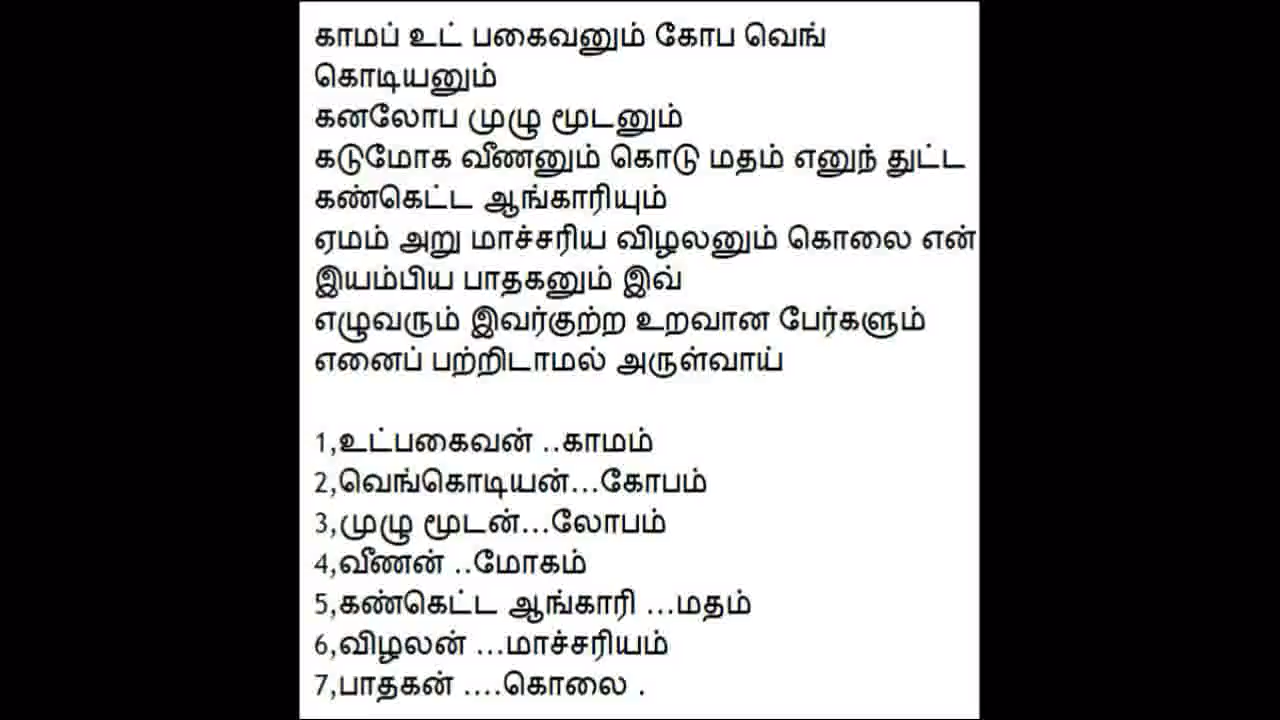 காமப் உட் பகைவனும் கோப வெங்
கொடியனும்
கனலோப முழு மூடனும்
கடுமோக வீணனும் கொடு மதம் எனுந் துட்ட
கண்கெட்ட ஆங்காரியும்
ஏமம் அறு மாச்சரிய விழலனும் கொலை என்
இயம்பிய பாதகனும் இவ்
எழுவரும் இவர்குற்ற உறவான பேர்களும்
எனைப் பற்றிடாமல் அருள்வாய்
1,உட்பகைவன் ..காமம்
2,வெங்கொடியன்...கோபம்
3,முழு மூடன்...லோபம்
4,வீணன் ..மோகம்
5,கண்கெட்ட ஆங்காரி ...மதம்
6,விழலன் ...மாச்சரியம்
7,பாதகன் ....கொலை .